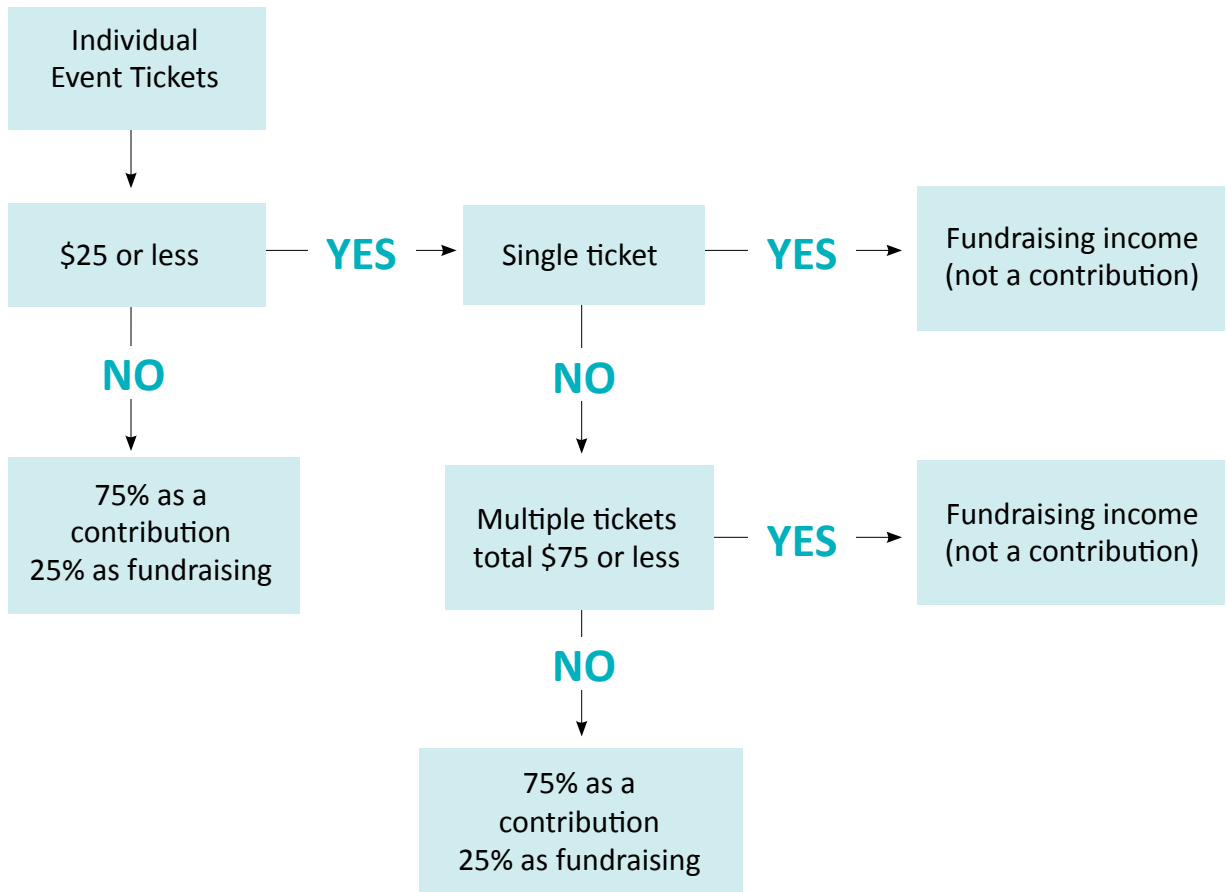 Individual
Event Tickets
$25 or less
YES
Single ticket
YES
Fundraising income
(not a contribution)
NO
NO
75% as a
contribution
25% as fundraising
Multiple tickets
total $75 or less
YES
Fundraising income
(not a contribution)
NO
75% as a
contribution
25% as fundraising